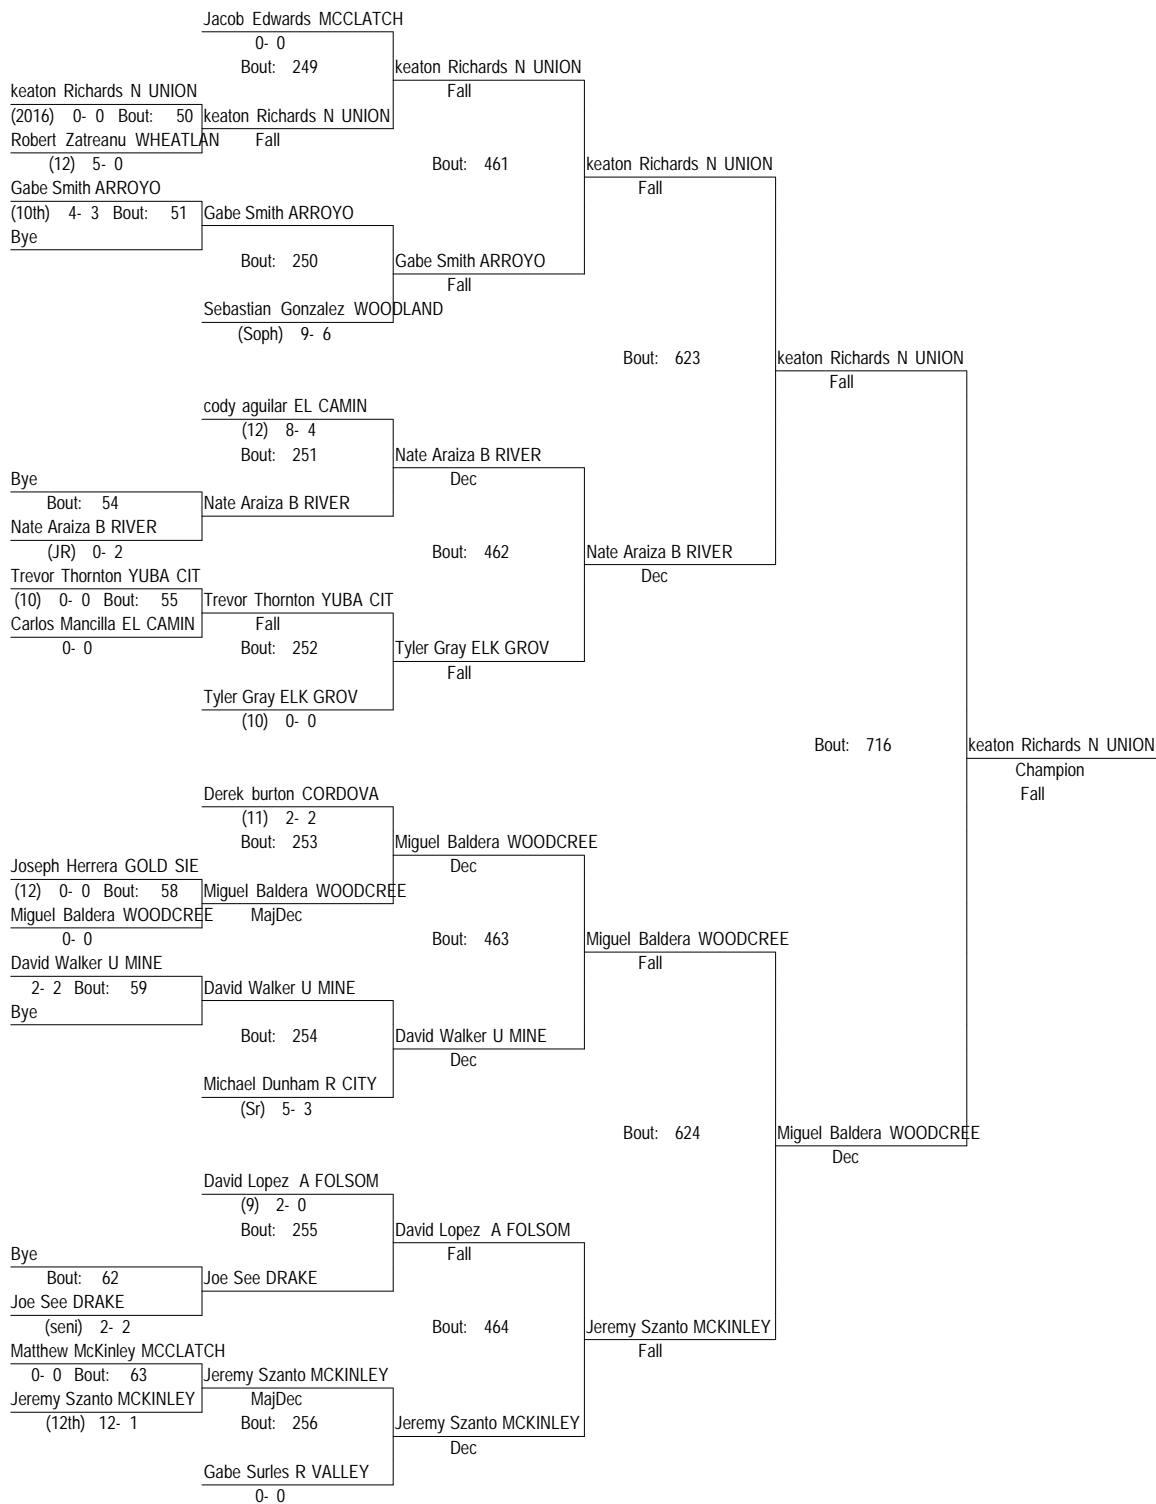 Jacob Edwards MCCLATCH
0- 0
Bout: 249
keaton Richards N UNION
Fall
keaton Richards N UNION
(2016) 0- 0 Bout: 50
keaton Richards N UNION
Robert Zatreanu WHEATLAN
Fall
(12) 5- 0
Bout: 461
keaton Richards N UNION
Fall
Gabe Smith ARROYO
(10th) 4- 3 Bout: 51
Gabe Smith ARROYO
Bye
Bout: 250
Gabe Smith ARROYO
Fall
Sebastian Gonzalez WOODLAND
(Soph) 9- 6
Bout: 623
keaton Richards N UNION
Fall
cody aguilar EL CAMIN
(12) 8- 4
Bout: 251
Nate Araiza B RIVER
Dec
Bye
Bout: 54
Nate Araiza B RIVER
Nate Araiza B RIVER
(JR) 0- 2
Bout: 462
Nate Araiza B RIVER
Dec
Trevor Thornton YUBA CIT
(10) 0- 0 Bout: 55
Trevor Thornton YUBA CIT
Carlos Mancilla EL CAMIN
Fall
0- 0
Bout: 252
Tyler Gray ELK GROV
Fall
Tyler Gray ELK GROV
(10) 0- 0
Bout: 716
keaton Richards N UNION
Champion
Fall
Derek burton CORDOVA
(11) 2- 2
Bout: 253
Miguel Baldera WOODCREE
Dec
Joseph Herrera GOLD SIE
(12) 0- 0 Bout: 58
Miguel Baldera WOODCREE
Miguel Baldera WOODCREE
MajDec
0- 0
Bout: 463
Miguel Baldera WOODCREE
Fall
David Walker U MINE
2- 2 Bout: 59
David Walker U MINE
Bye
Bout: 254
David Walker U MINE
Dec
Michael Dunham R CITY
(Sr) 5- 3
Bout: 624
Miguel Baldera WOODCREE
Dec
David Lopez A FOLSOM
(9) 2- 0
Bout: 255
David Lopez A FOLSOM
Fall
Bye
Bout: 62
Joe See DRAKE
Joe See DRAKE
(seni) 2- 2
Bout: 464
Jeremy Szanto MCKINLEY
Fall
Matthew McKinley MCCLATCH
0- 0 Bout: 63
Jeremy Szanto MCKINLEY
Jeremy Szanto MCKINLEY
MajDec
(12th) 12- 1
Bout: 256
Jeremy Szanto MCKINLEY
Dec
Gabe Surles R VALLEY
0- 0